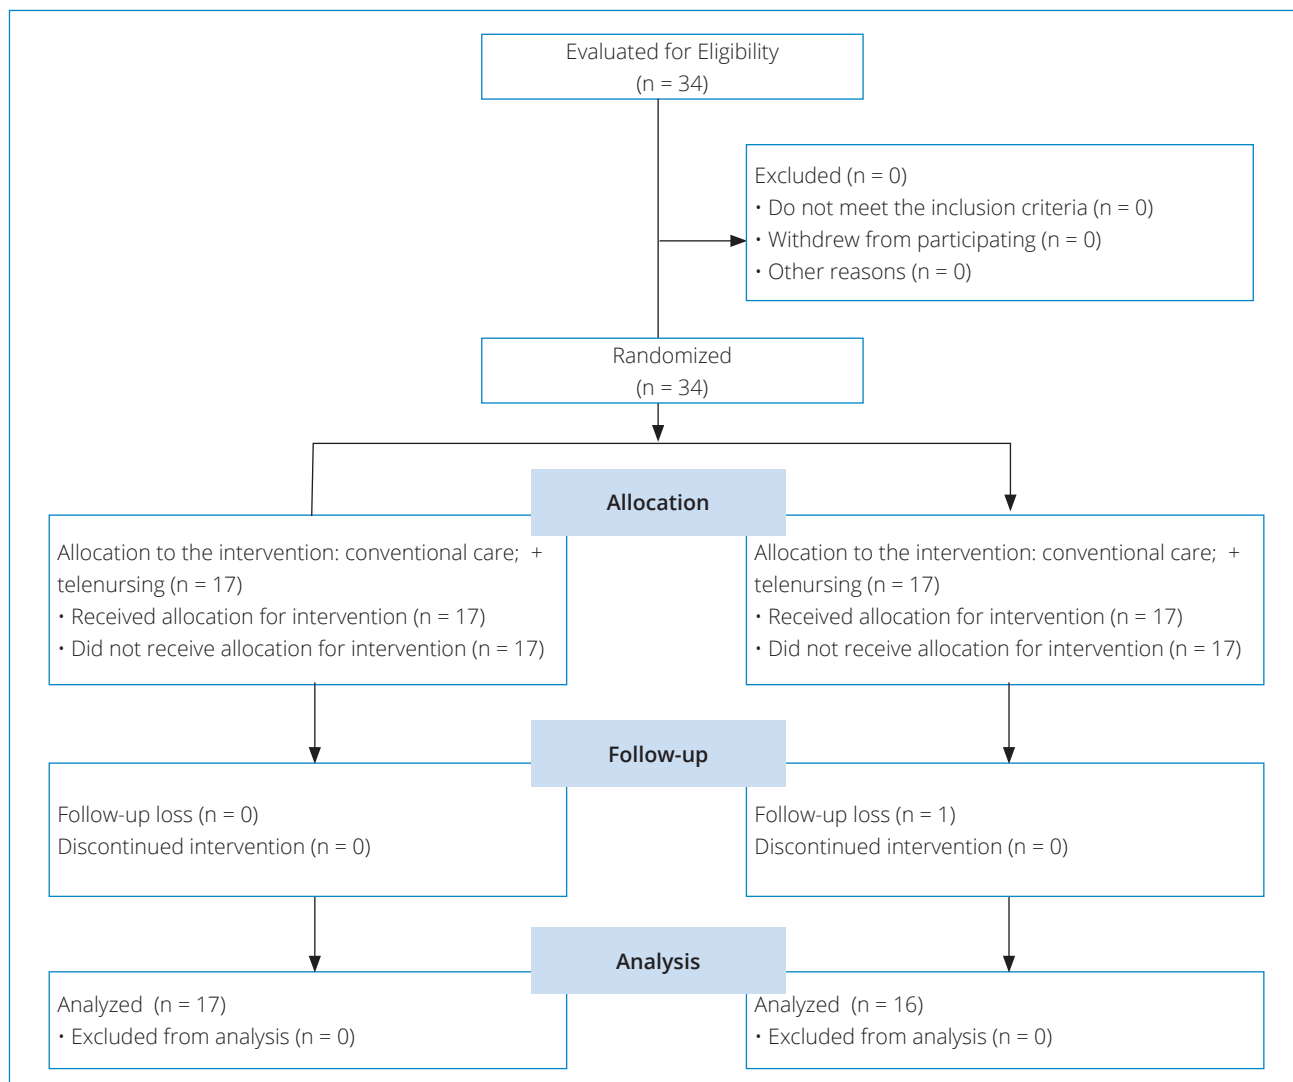 Evaluated for Eligibility
(n = 34)
Excluded (n = 0)
• Do not meet the inclusion criteria (n = 0)
• Withdrew from participating (n = 0)
• Other reasons (n = 0)
Randomized
(n = 34)
Allocation
Allocation to the intervention: conventional care; +
telenursing (n = 17)
• Received allocation for intervention (n = 17)
• Did not receive allocation for intervention (n = 17)
Allocation to the intervention: conventional care; +
telenursing (n = 17)
• Received allocation for intervention (n = 17)
• Did not receive allocation for intervention (n = 17)
Follow-up
Follow-up loss (n = 0)
Discontinued intervention (n = 0)
Follow-up loss (n = 1)
Discontinued intervention (n = 0)
Analysis
Analyzed (n = 17)
• Excluded from analysis (n = 0)
Analyzed (n = 16)
• Excluded from analysis (n = 0)